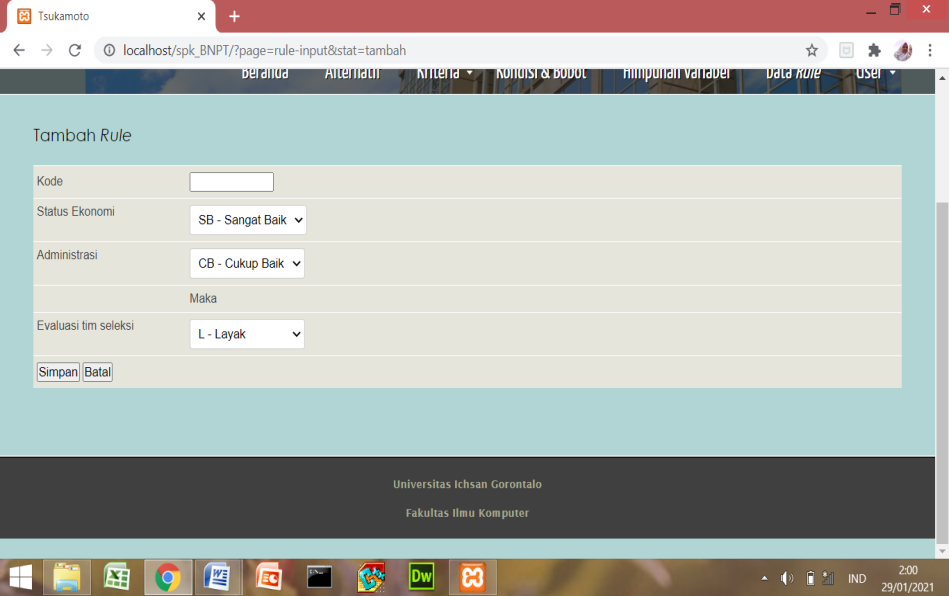 Tsukamoto
localhost/spk_BNPT/?page=rule-input&stat=tambah
Beranda Alternatif Kriteria Kondisi & Bobot Himpunan Variabel Data Rule User
Tambah Rule
Kode
Status Ekonomi SB - Sangat Baik
Administrasi CB - Cukup Baik
Maka
Evaluasi tim seleksi L - Layak
Simpan Batal
Universitas Ichsan Gorontalo
Fakultas Ilmu Komputer
Dw
IND
2:00
29/01/2021